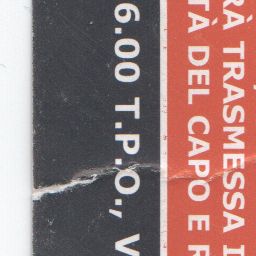 RÀ TRASMESSA I
TÀ DEL CAPO E R
6.00 T.P.O., V